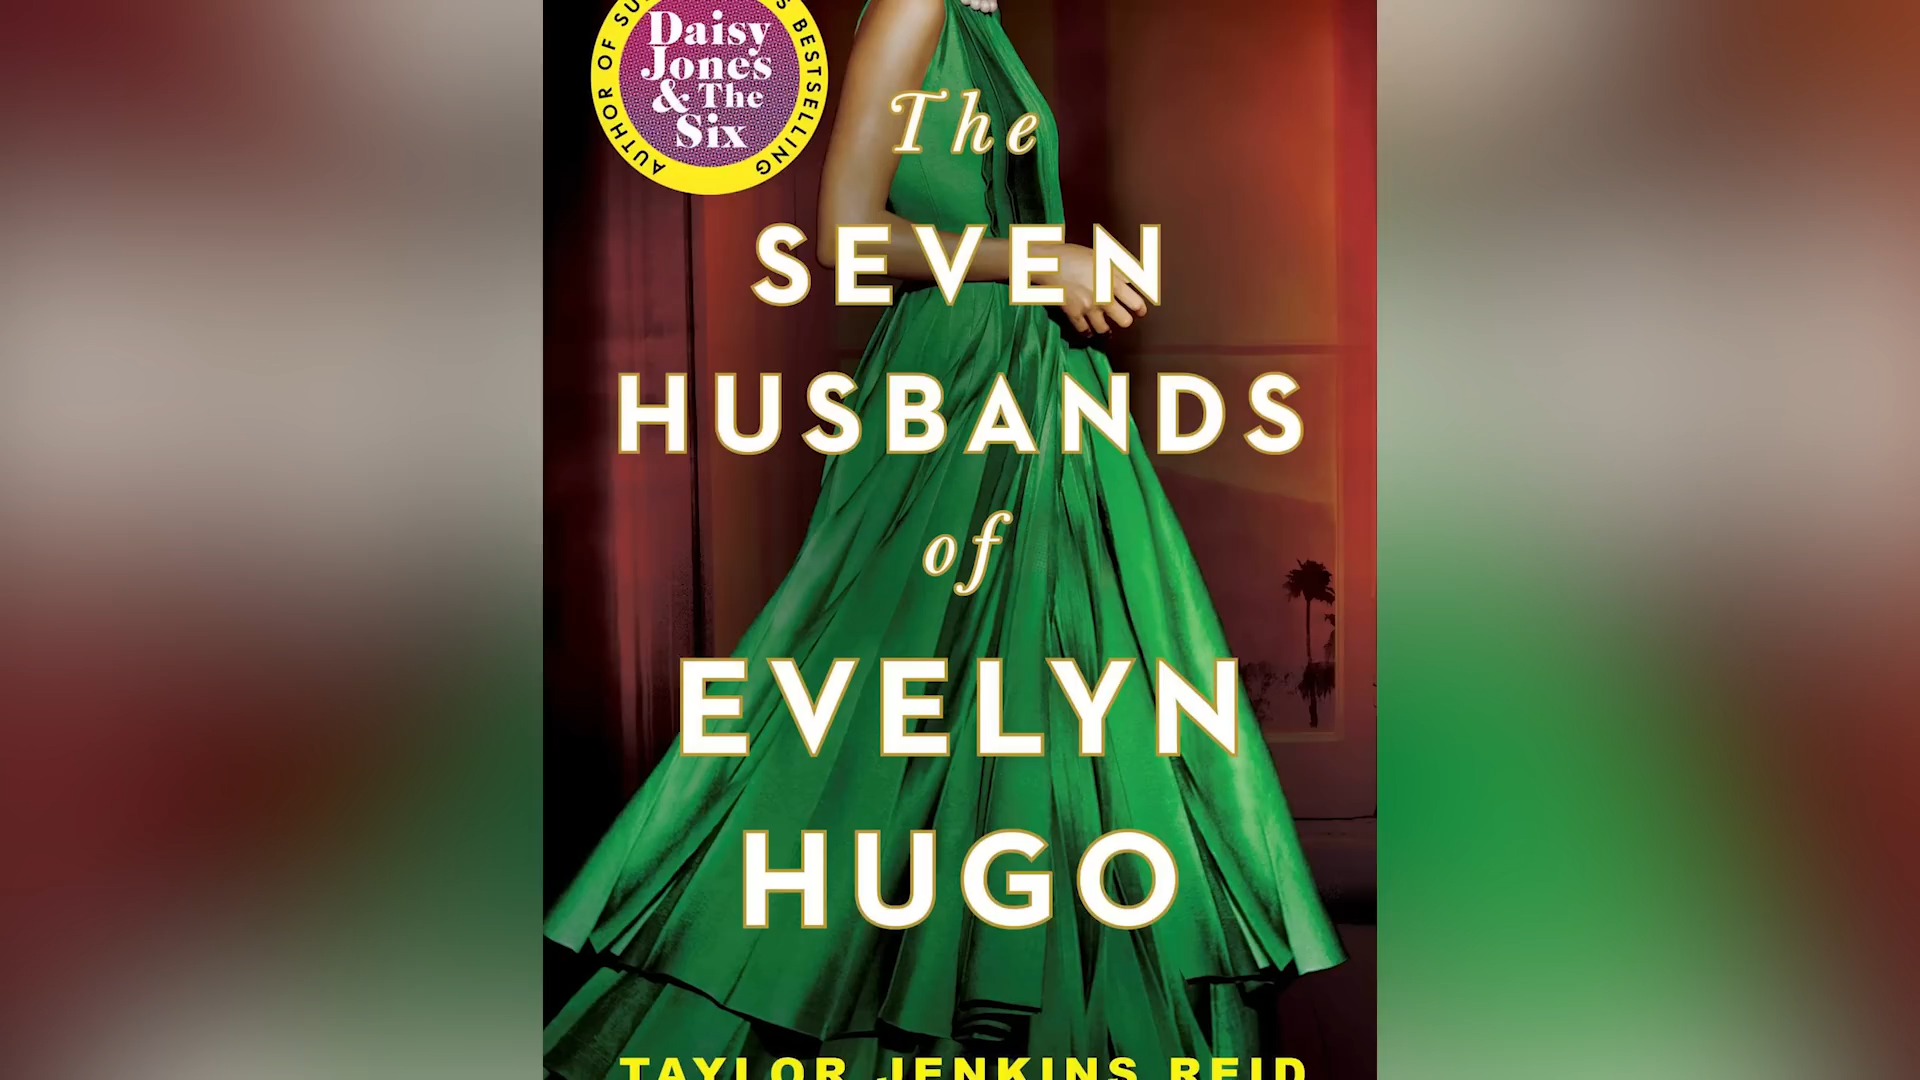 AUTHOR OF
BESTSELLING
Daisy
Jones
& The
Six
The
SEVEN
HUSBANDS
of
EVELYN
HUGO
TAYLOR JENKINS REID